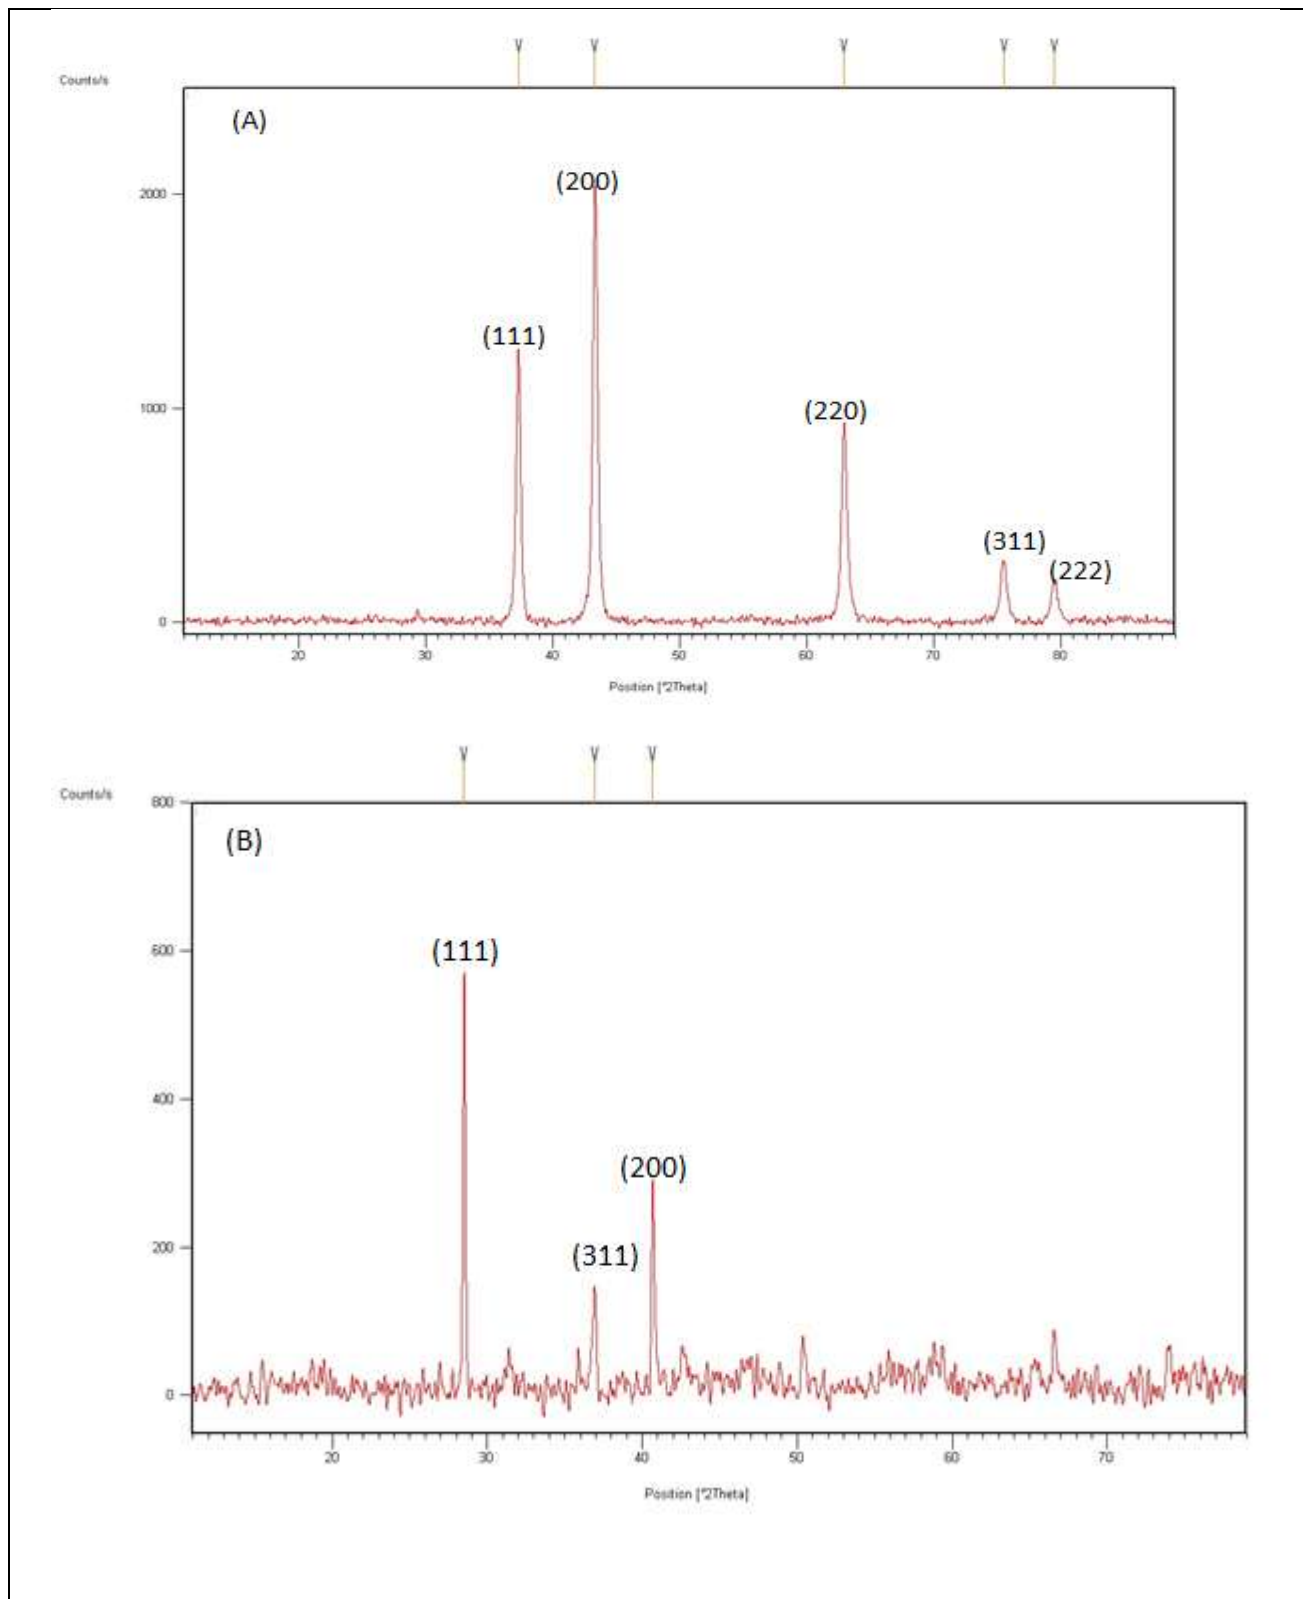 V V V V V
Counts/s
(A)
(200)
2000
(111)
1000
(220)
(311)
(222)
0
20 30 40 50 60 70 80
Position [°2Theta]
V V V
Counts/s
800
(B)
600
(111)
400
(200)
200
(311)
0
20 30 40 50 60 70
Position [°2Theta]